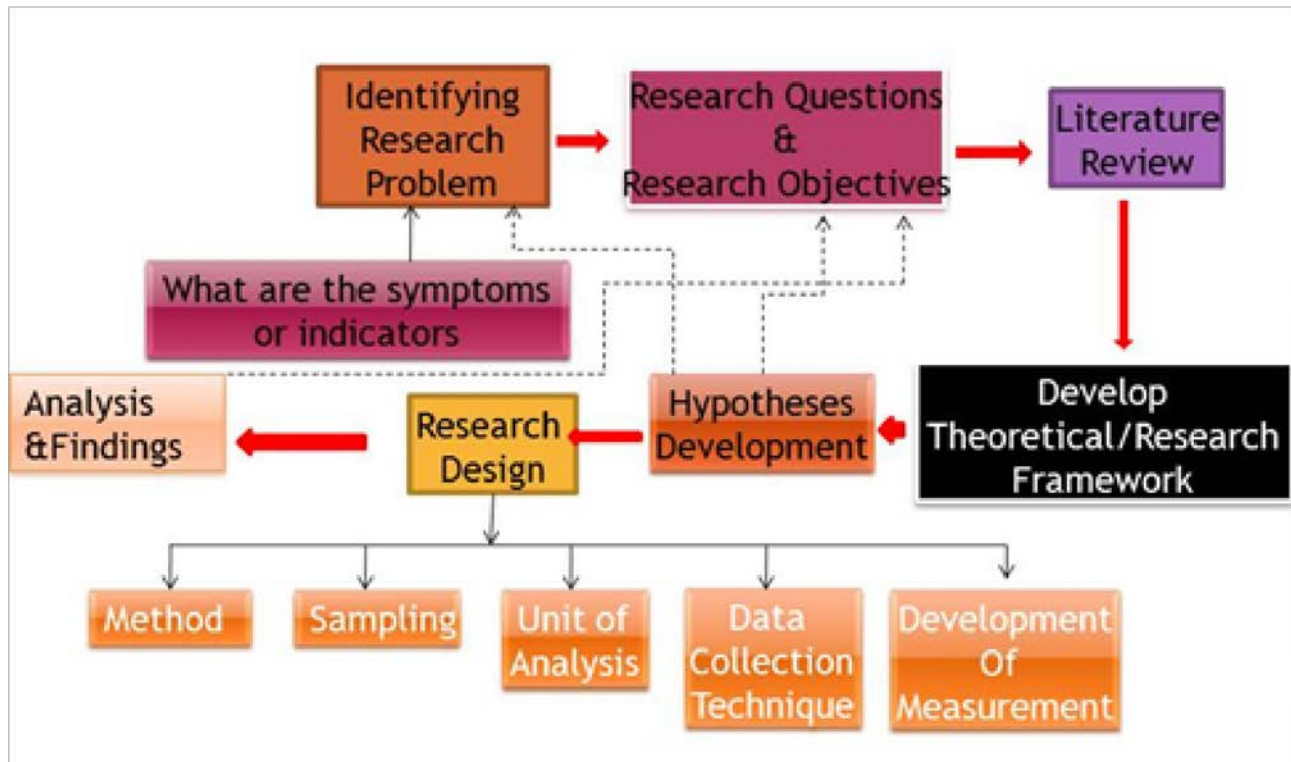 Identifying
Research
Problem
Research Questions
&
Research Objectives
Literature
Review
What are the symptoms
or indicators
Analysis
&Findings
Research
Design
Hypotheses
Development
Develop
Theoretical/Research
Framework
Method
Sampling
Unit of
Analysis
Data
Collection
Technique
Development
Of
Measurement